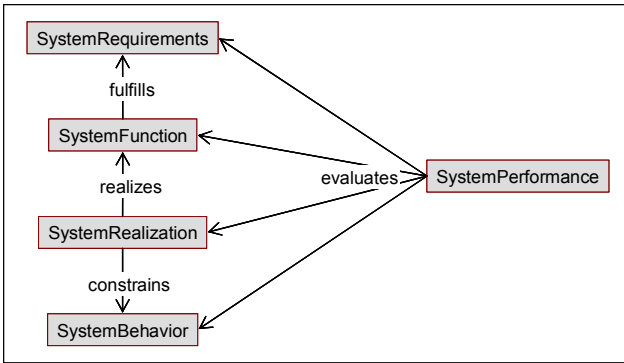 SystemRequirements
fulfills
SystemFunction
realizes
evaluates
SystemPerformance
SystemRealization
constrains
SystemBehavior